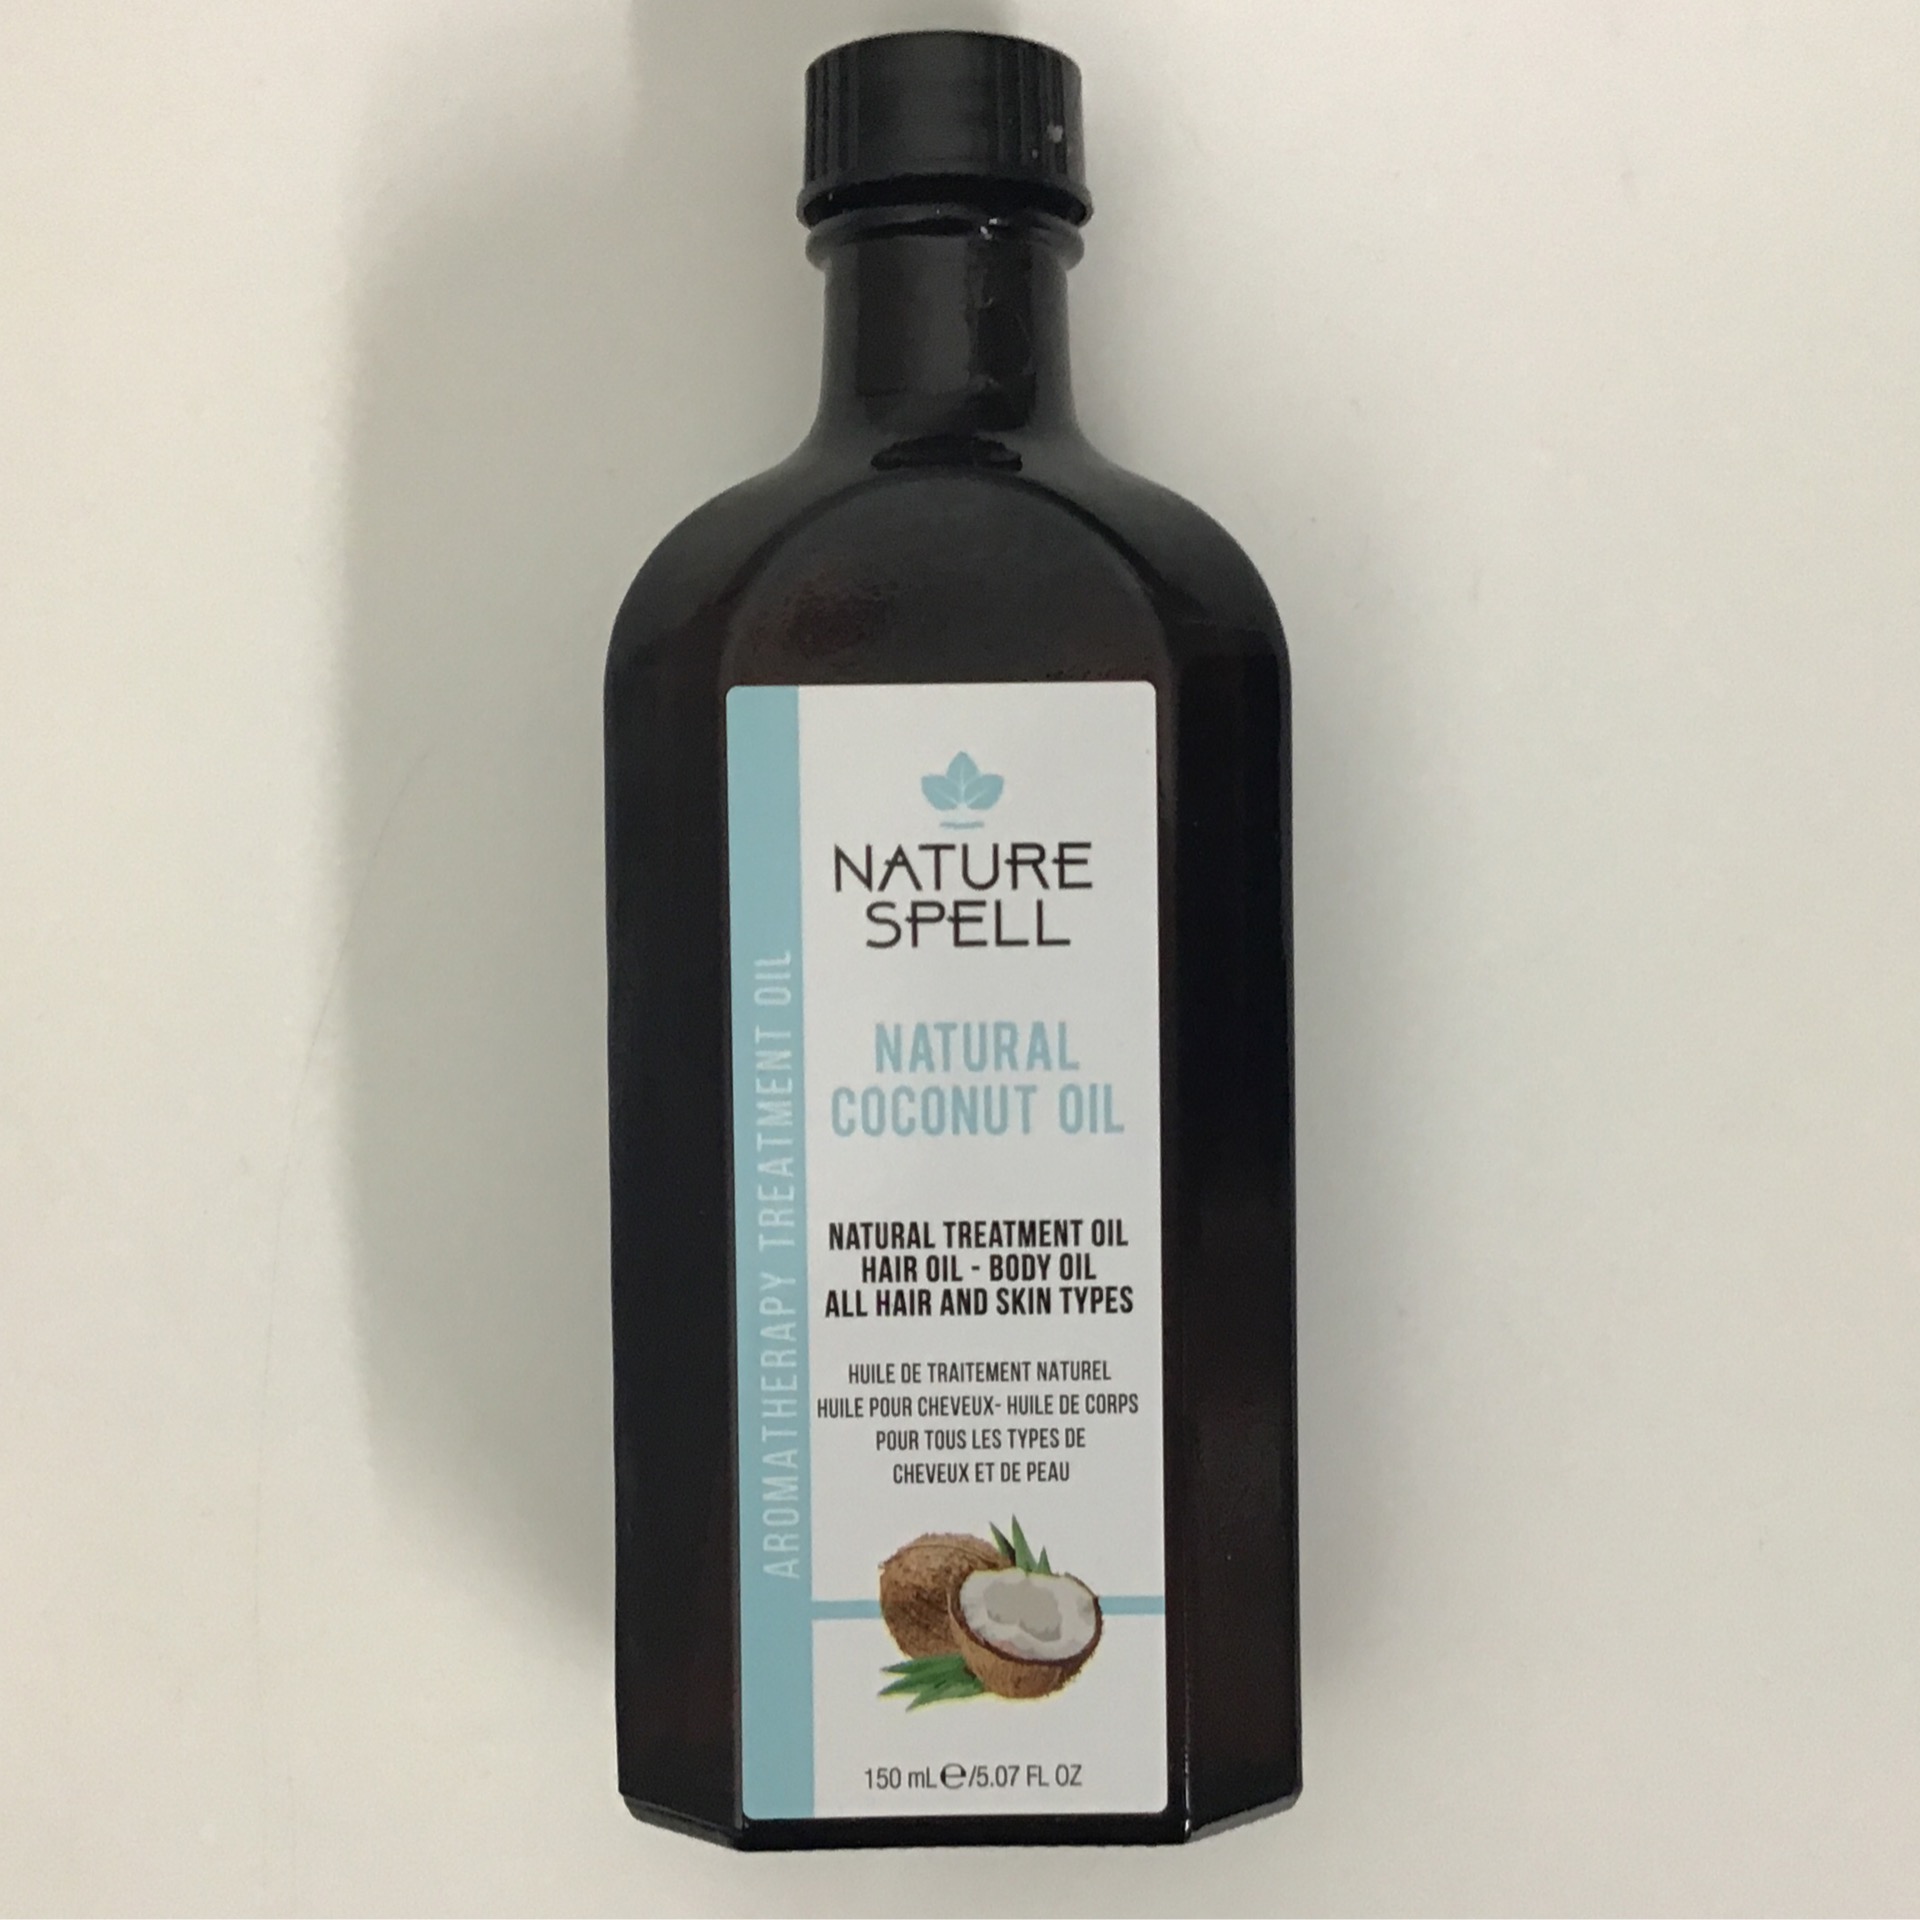 NATURE
SPELL
NATURAL
COCONUT OIL
NATURAL TREATMENT OIL
HAIR OIL - BODY OIL
ALL HAIR AND SKIN TYPES
HUILE DE TRAITEMENT NATUREL
HUILE POUR CHEVEUX- HUILE DE CORPS
POUR TOUS LES TYPES DE
CHEVEUX ET DE PEAU
150 mL℮/5.07 FL OZ
AROMATHERAPY TREATMENT OIL